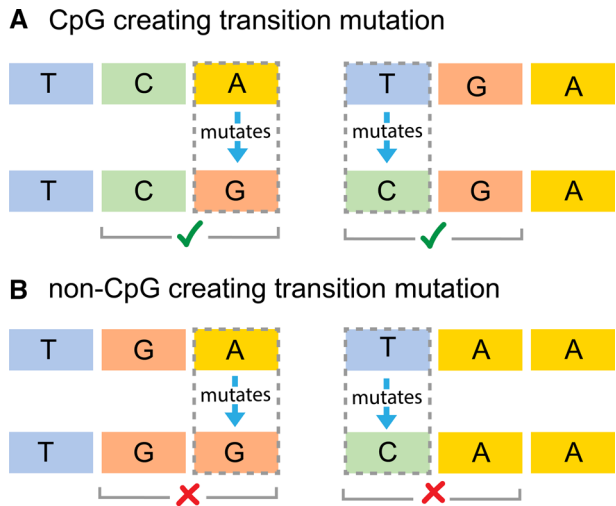 A CpG creating transition mutation
T C A T G A
mutates mutates
T C G C G A
B non-CpG creating transition mutation
T G A T A A
mutates mutates
T G G C A A